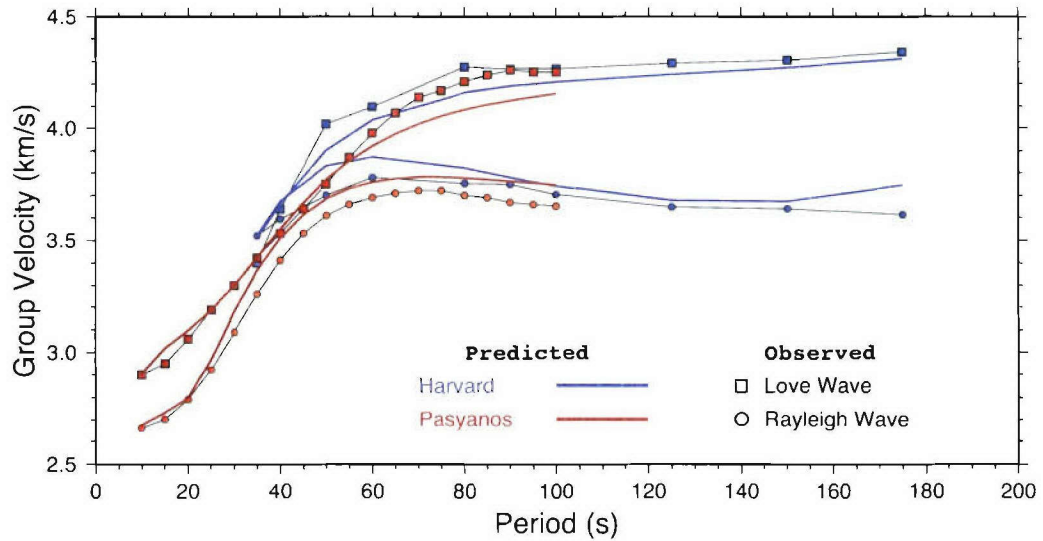 4.5
4.0
3.5
3.0
2.5
Group Velocity (km/s)
Predicted Observed
Harvard Love Wave
Pasyanos Rayleigh Wave
0 20 40 60 80 100 120 140 160 180 200
Period (s)